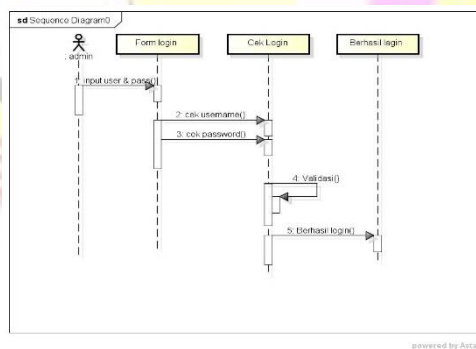 sd Sequence Diagram0
Form login
Cek Login
Berhasil login
: admin
1: input user & pass()
2: cek username()
3: cek password()
4: Validasi()
5: Berhasil login()
powered by Asta